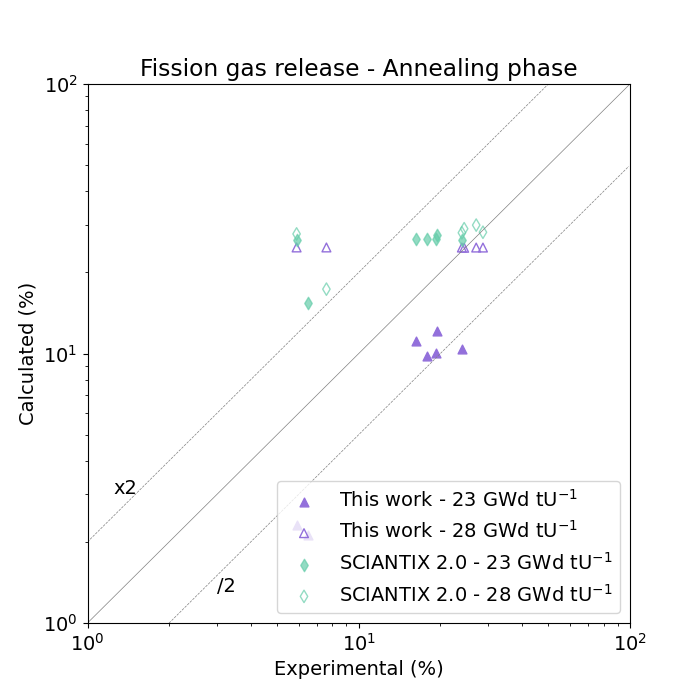 Fission gas release - Annealing phase
10²
10¹
10⁰
Calculated (%)
x2
/2
This work - 23 GWd tU⁻¹
This work - 28 GWd tU⁻¹
SCIANTIX 2.0 - 23 GWd tU⁻¹
SCIANTIX 2.0 - 28 GWd tU⁻¹
10⁰ 10¹ 10²
Experimental (%)